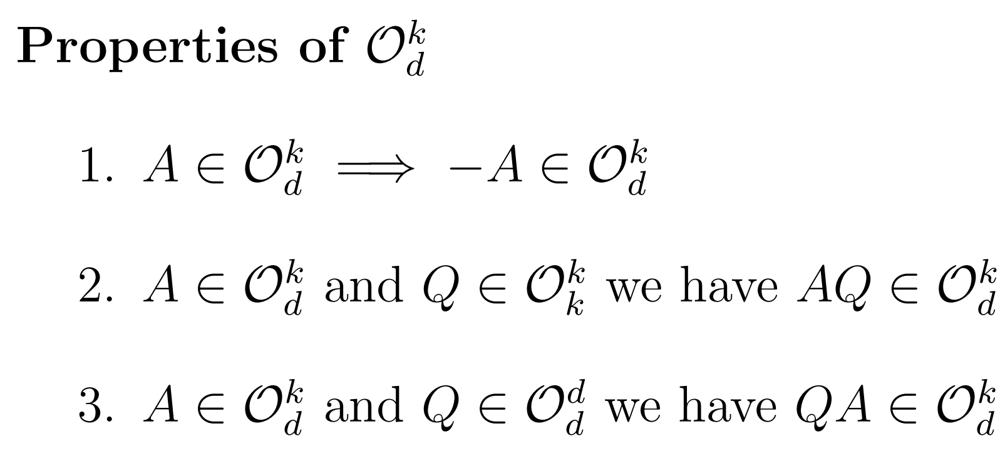 Properties of $\mathcal{O}_d^k$
1. $A \in \mathcal{O}_d^k \implies -A \in \mathcal{O}_d^k$
2. $A \in \mathcal{O}_d^k$ and $Q \in \mathcal{O}_k^k$ we have $AQ \in \mathcal{O}_d^k$
3. $A \in \mathcal{O}_d^k$ and $Q \in \mathcal{O}_d^d$ we have $QA \in \mathcal{O}_d^k$